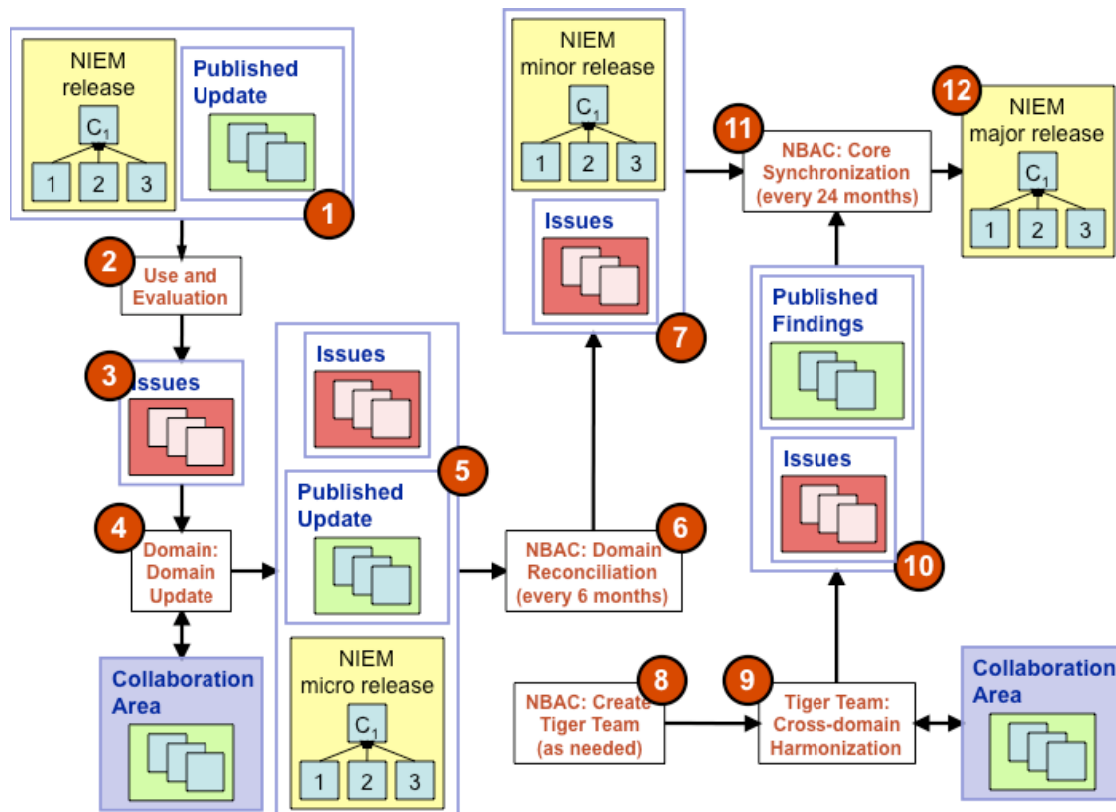 NIEM
release
C1
1 2 3
Published
Update
1
2
Use and
Evaluation
3
Issues
4
Domain:
Domain
Update
Collaboration
Area
Issues
5
Published
Update
NIEM
micro release
C1
1 2 3
6
NBAC: Domain
Reconciliation
(every 6 months)
NIEM
minor release
C1
1 2 3
Issues
7
8
NBAC: Create
Tiger Team
(as needed)
9
Tiger Team:
Cross-domain
Harmonization
Collaboration
Area
Published
Findings
Issues
10
11
NBAC: Core
Synchronization
(every 24 months)
12
NIEM
major release
C1
1 2 3